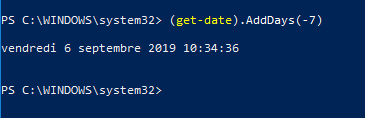 PS C:\WINDOWS\system32> (get-date).AddDays(-7)
vendredi 6 septembre 2019 10:34:36
PS C:\WINDOWS\system32>